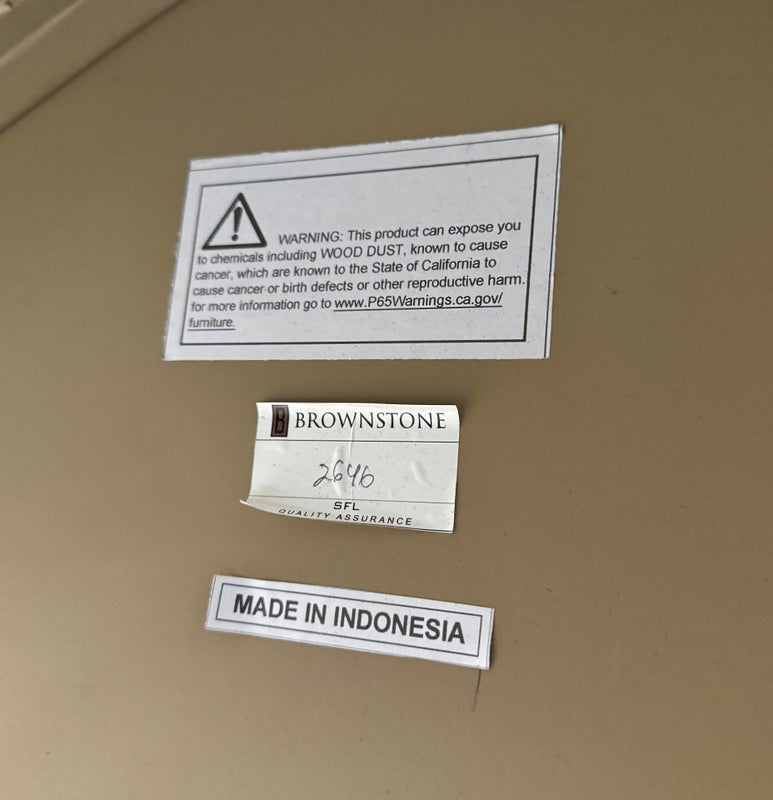 WARNING: This product can expose you
to chemicals including WOOD DUST, known to cause
cancer, which are known to the State of California to
cause cancer or birth defects or other reproductive harm.
for more information go to www.P65Warnings.ca.gov/
furniture.
B BROWNSTONE
2646
SFL
QUALITY ASSURANCE
MADE IN INDONESIA